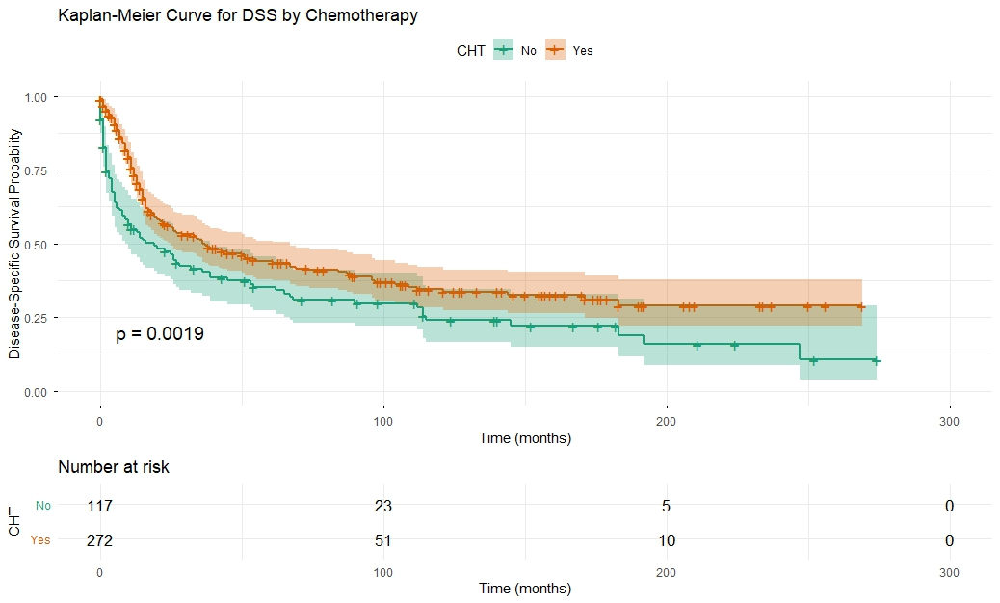 Kaplan-Meier Curve for DSS by Chemotherapy
CHT No Yes
Disease-Specific Survival Probability
1.00
0.75
0.50
0.25
0.00
p = 0.0019
0 100 200 300
Time (months)
Number at risk
CHT
No 117 23 5 0
Yes 272 51 10 0
0 100 200 300
Time (months)